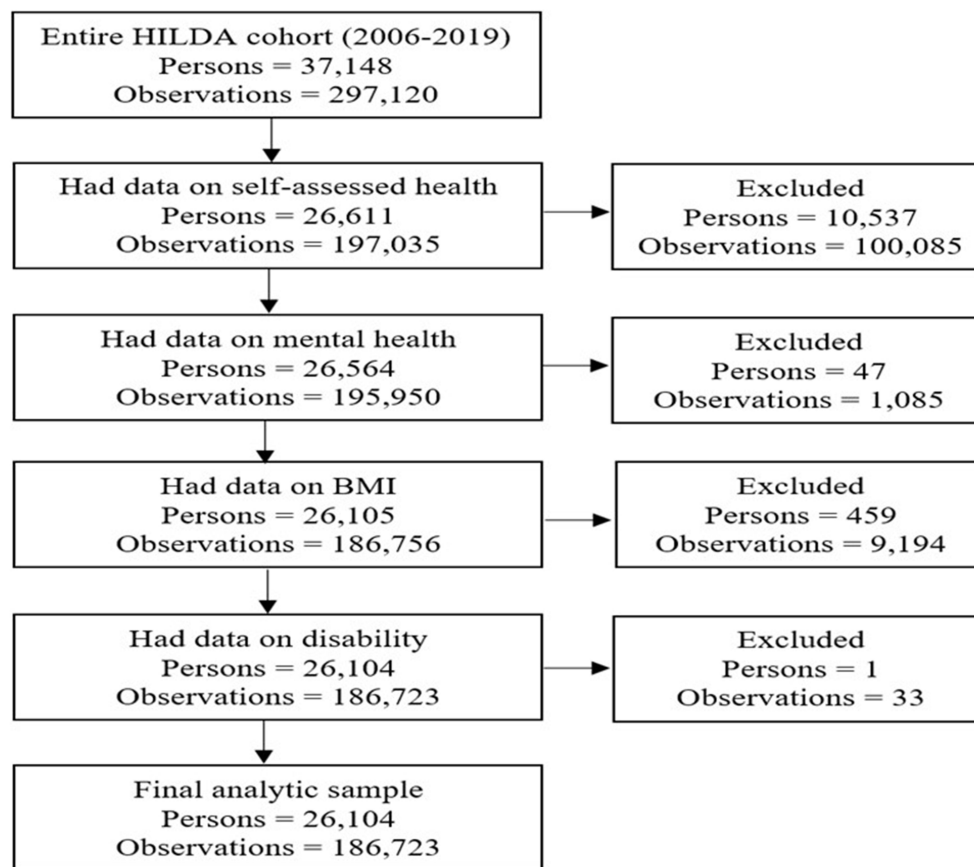 Entire HILDA cohort (2006-2019)
Persons = 37,148
Observations = 297,120
Had data on self-assessed health
Persons = 26,611
Observations = 197,035
Excluded
Persons = 10,537
Observations = 100,085
Had data on mental health
Persons = 26,564
Observations = 195,950
Excluded
Persons = 47
Observations = 1,085
Had data on BMI
Persons = 26,105
Observations = 186,756
Excluded
Persons = 459
Observations = 9,194
Had data on disability
Persons = 26,104
Observations = 186,723
Excluded
Persons = 1
Observations = 33
Final analytic sample
Persons = 26,104
Observations = 186,723